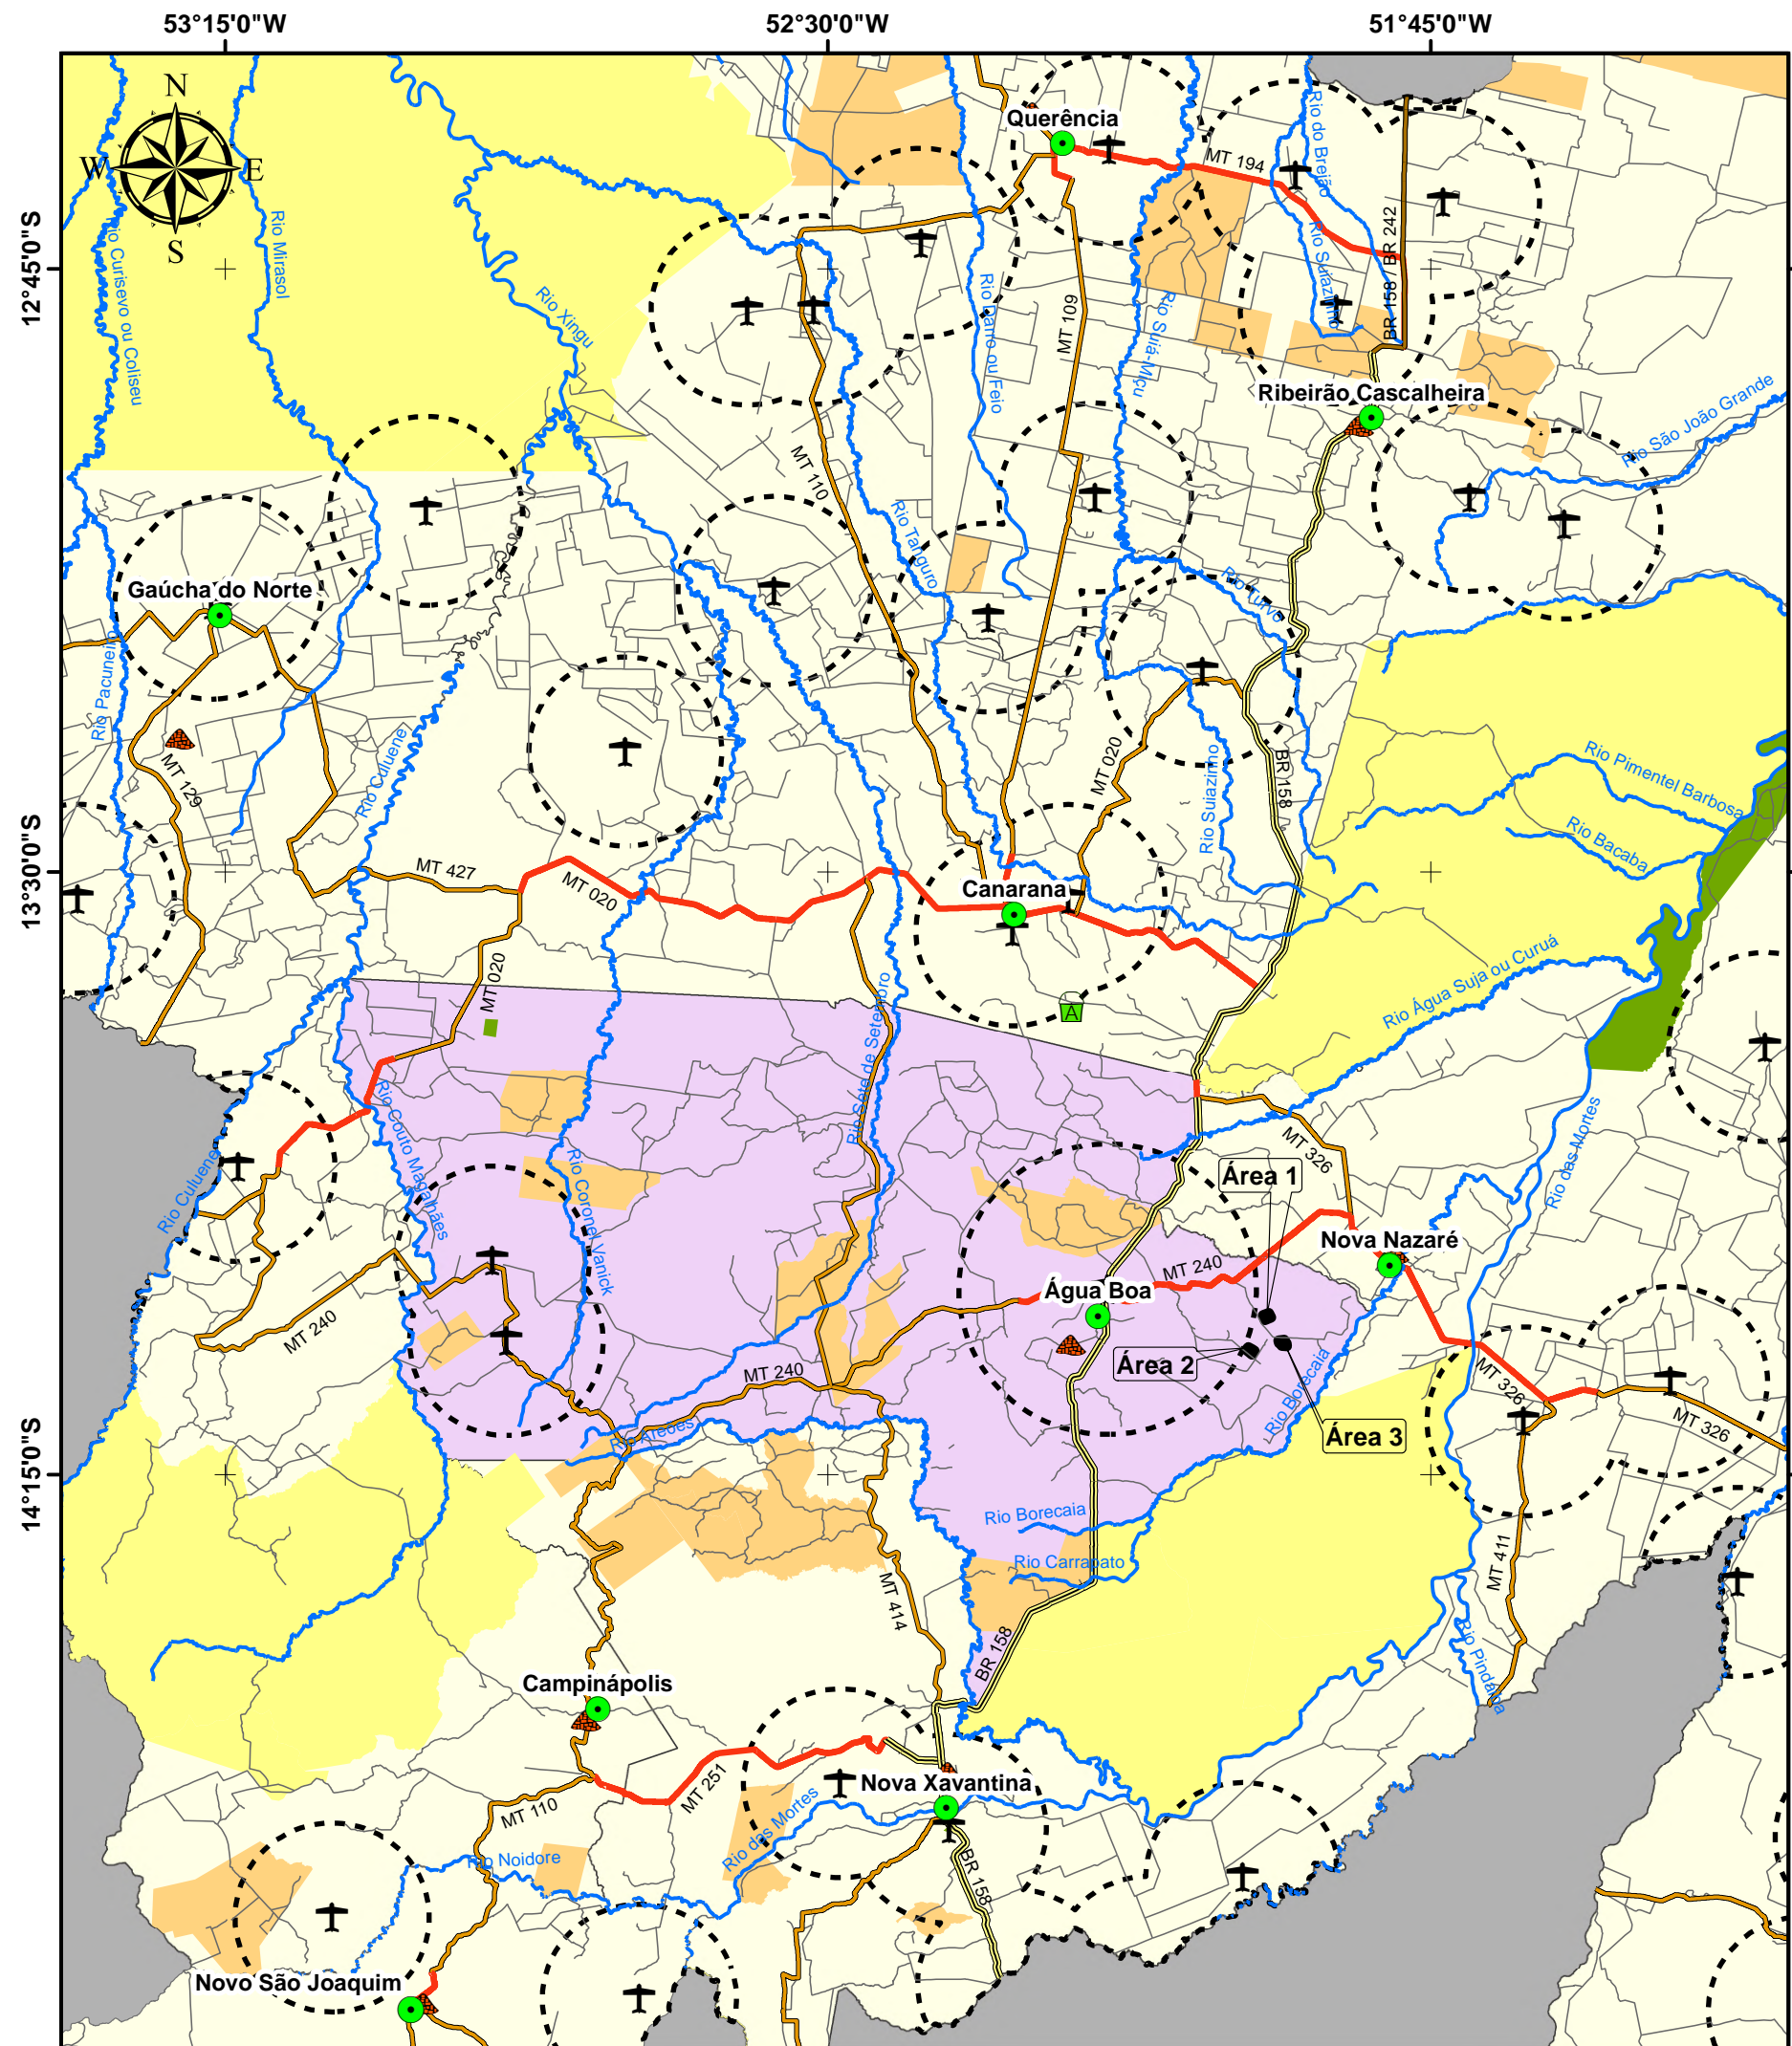 53°15'0"W
52°30'0"W
51°45'0"W
N
W
E
S
12°45'0"S
13°30'0"S
14°15'0"S
Querência
MT 194
Rio do Brejão
Rio Suiazinho
BR 158 / BR 242
Rio Curisevo ou Coliseu
Rio Mirasol
Rio Xingu
Rio Darro ou Feio
MT 109
Rio Suiá-Miçu
Ribeirão Cascalheira
Rio São João Grande
MT 110
Rio Tanguro
Rio Turvo
Gaúcha do Norte
Rio Pacuneiro
MT 129
Rio Culuene
MT 020
Rio Suiazinho
BR 158
Rio Pimentel Barbosa
Rio Bacaba
MT 427
MT 020
Canarana
MT 020
Rio Sete de Setembro
A
Rio Água Suja ou Curuá
Rio Couto Magalhães
Rio Culuene
Rio Coronel Vanick
MT 326
Área 1
Rio das Mortes
Nova Nazaré
MT 240
Água Boa
MT 240
Área 2
MT 240
Rio Borecaia
Área 3
MT 326
MT 326
Rio Areões
Rio Borecaia
Rio Carrapato
MT 414
MT 411
BR 158
Rio Pindaíba
Campinápolis
MT 251
Nova Xavantina
MT 110
Rio das Mortes
Rio Noidore
BR 158
Novo São Joaquim